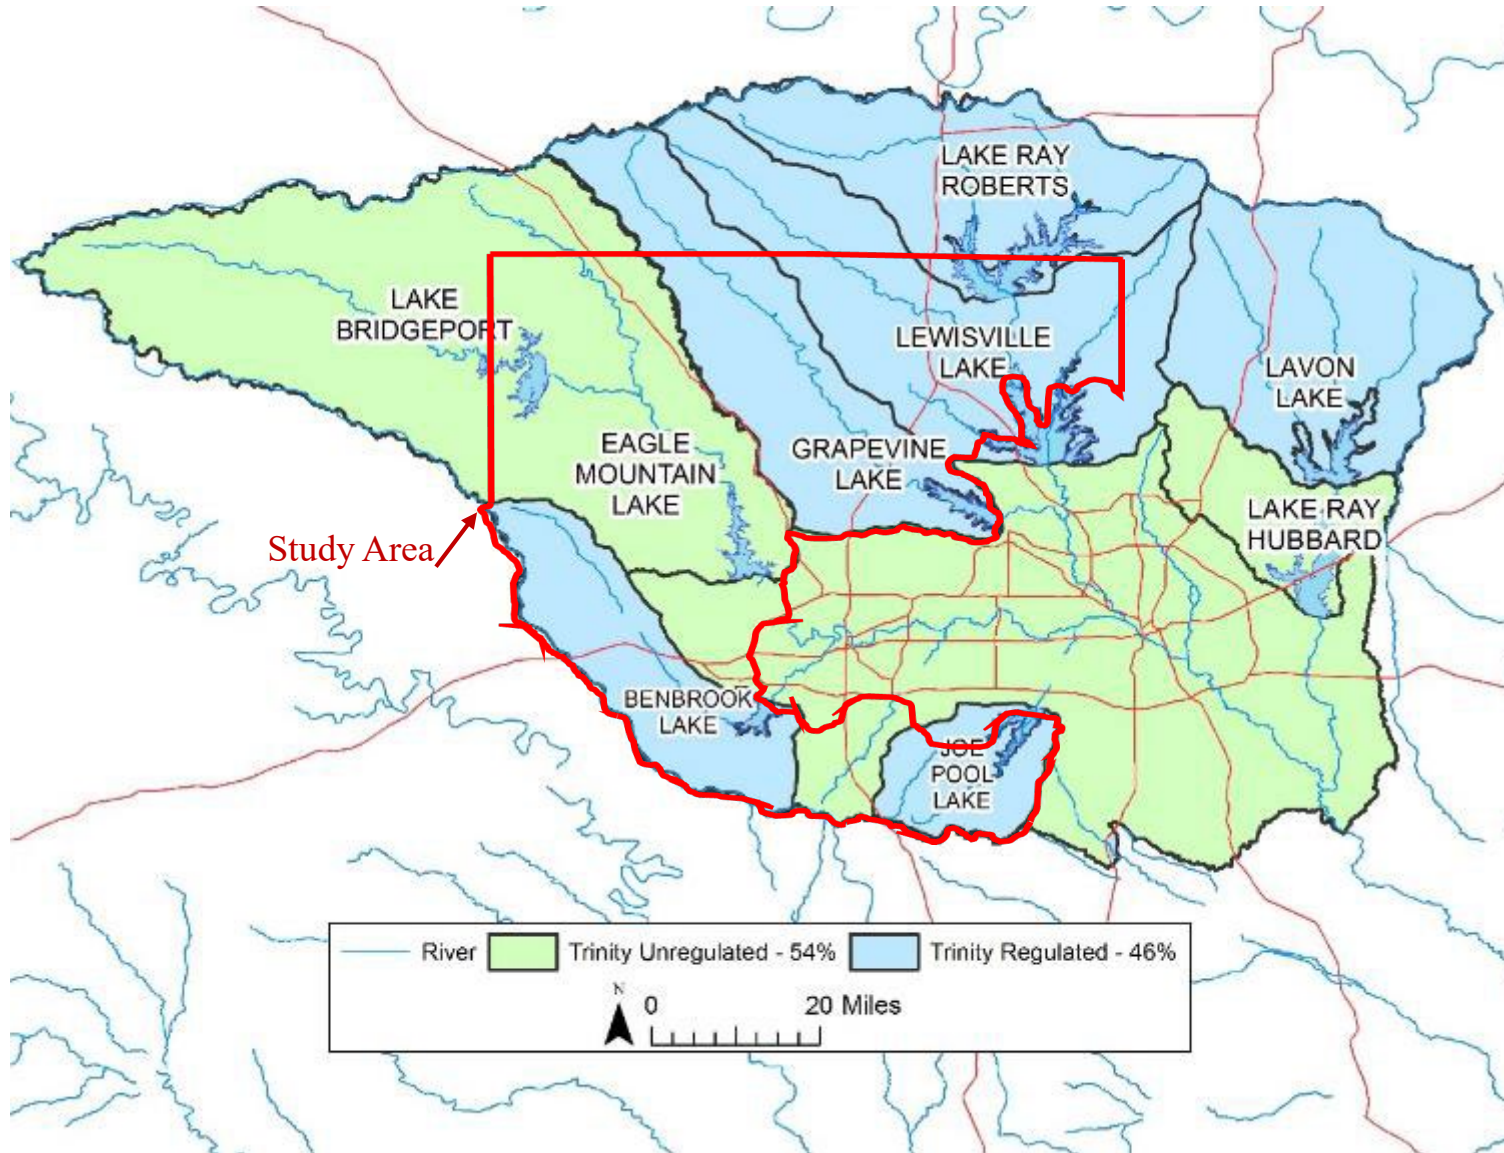 LAKE RAY
ROBERTS
LAKE
BRIDGEPORT
LEWISVILLE
LAKE
LAVON
LAKE
EAGLE
MOUNTAIN
LAKE
GRAPEVINE
LAKE
LAKE RAY
HUBBARD
Study Area
BENBROOK
LAKE
JOE
POOL
LAKE
River Trinity Unregulated - 54% Trinity Regulated - 46%
N
0 20 Miles